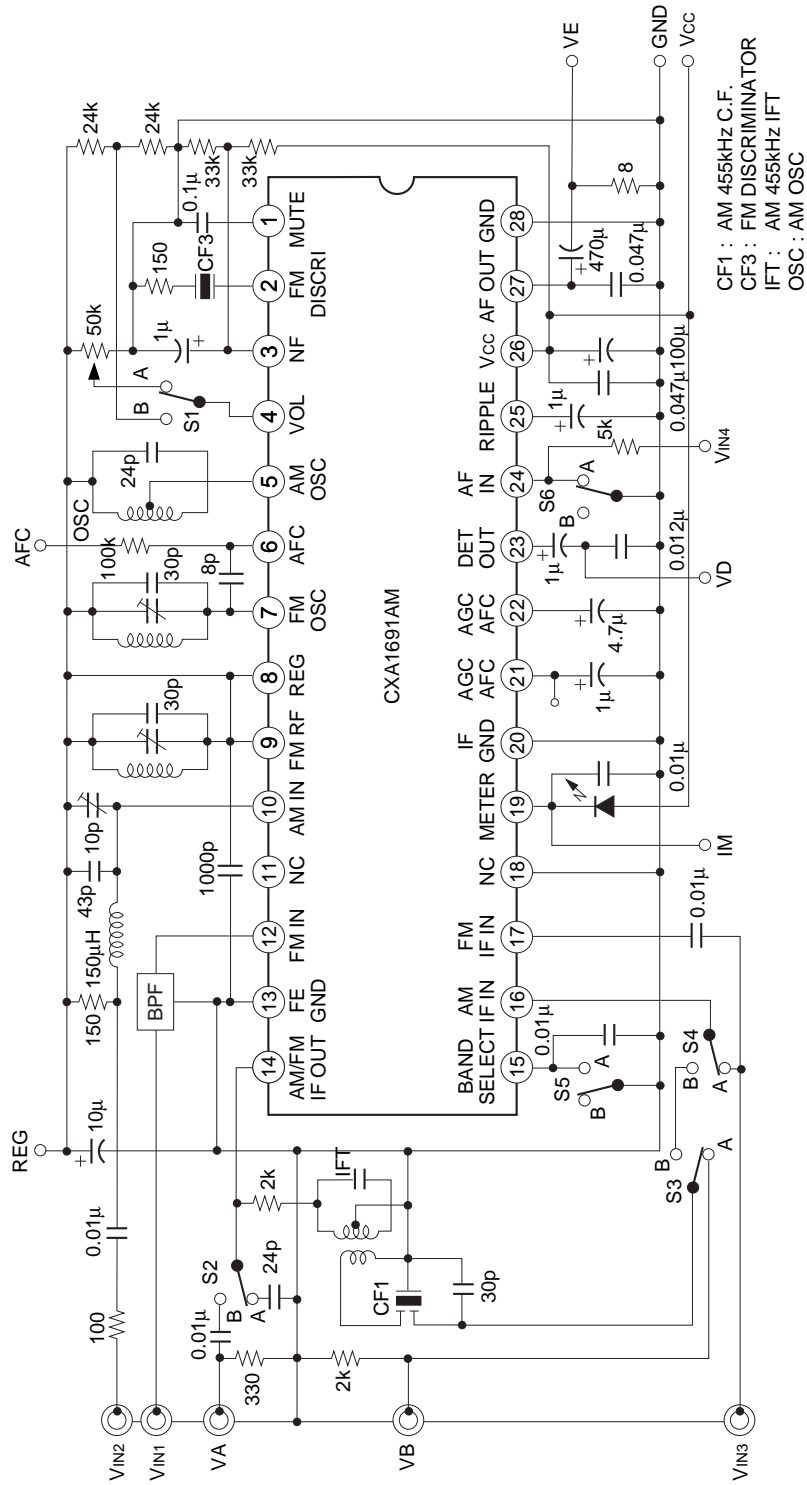 REG
AFC
OSC
10µ
150
150µH
43p
10p
30p
30p
100k
8p
24p
B
A
S1
50k
1µ
150
CF3
0.1µ
24k
24k
33k
33k
100
0.01µ
BPF
1000p
VIN2
VIN1
VA
VB
VIN3
0.01µ
S2
B
A
24p
330
2k
2k
IFT
CF1
30p
14
13
12
11
10
9
8
7
6
5
4
3
2
1
AM/FM
IF OUT
FE
GND
FM IN
NC
AM IN
FM RF
REG
FM
OSC
AFC
AM
OSC
VOL
NF
FM
DISCRI
MUTE
CXA1691AM
BAND
SELECT
AM
IF IN
FM
IF IN
NC
METER
IF
GND
AGC
AFC
AGC
AFC
DET
OUT
AF
IN
RIPPLE
Vcc
AF OUT
GND
15
16
17
18
19
20
21
22
23
24
25
26
27
28
0.01µ
S5
B
A
S3
B
A
S4
B
A
0.01µ
IM
0.01µ
1µ
4.7µ
1µ
0.012µ
VD
S6
B
A
5k
VIN4
1µ
0.047µ
100µ
470µ
0.047µ
8
VE
GND
Vcc
CF1 : AM 455kHz C.F.
CF3 : FM DISCRIMINATOR
IFT : AM 455kHz IFT
OSC : AM OSC